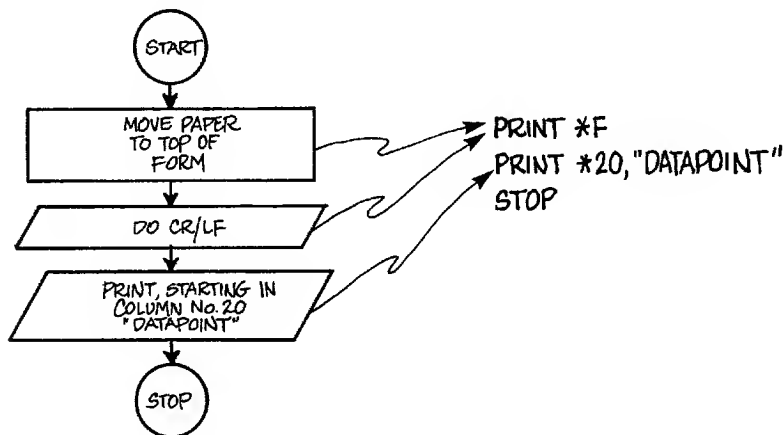 START
MOVE PAPER
TO TOP OF
FORM
DO CR/LF
PRINT, STARTING IN
COLUMN No. 20
"DATAPOINT"
STOP
PRINT *F
PRINT *20,"DATAPOINT"
STOP